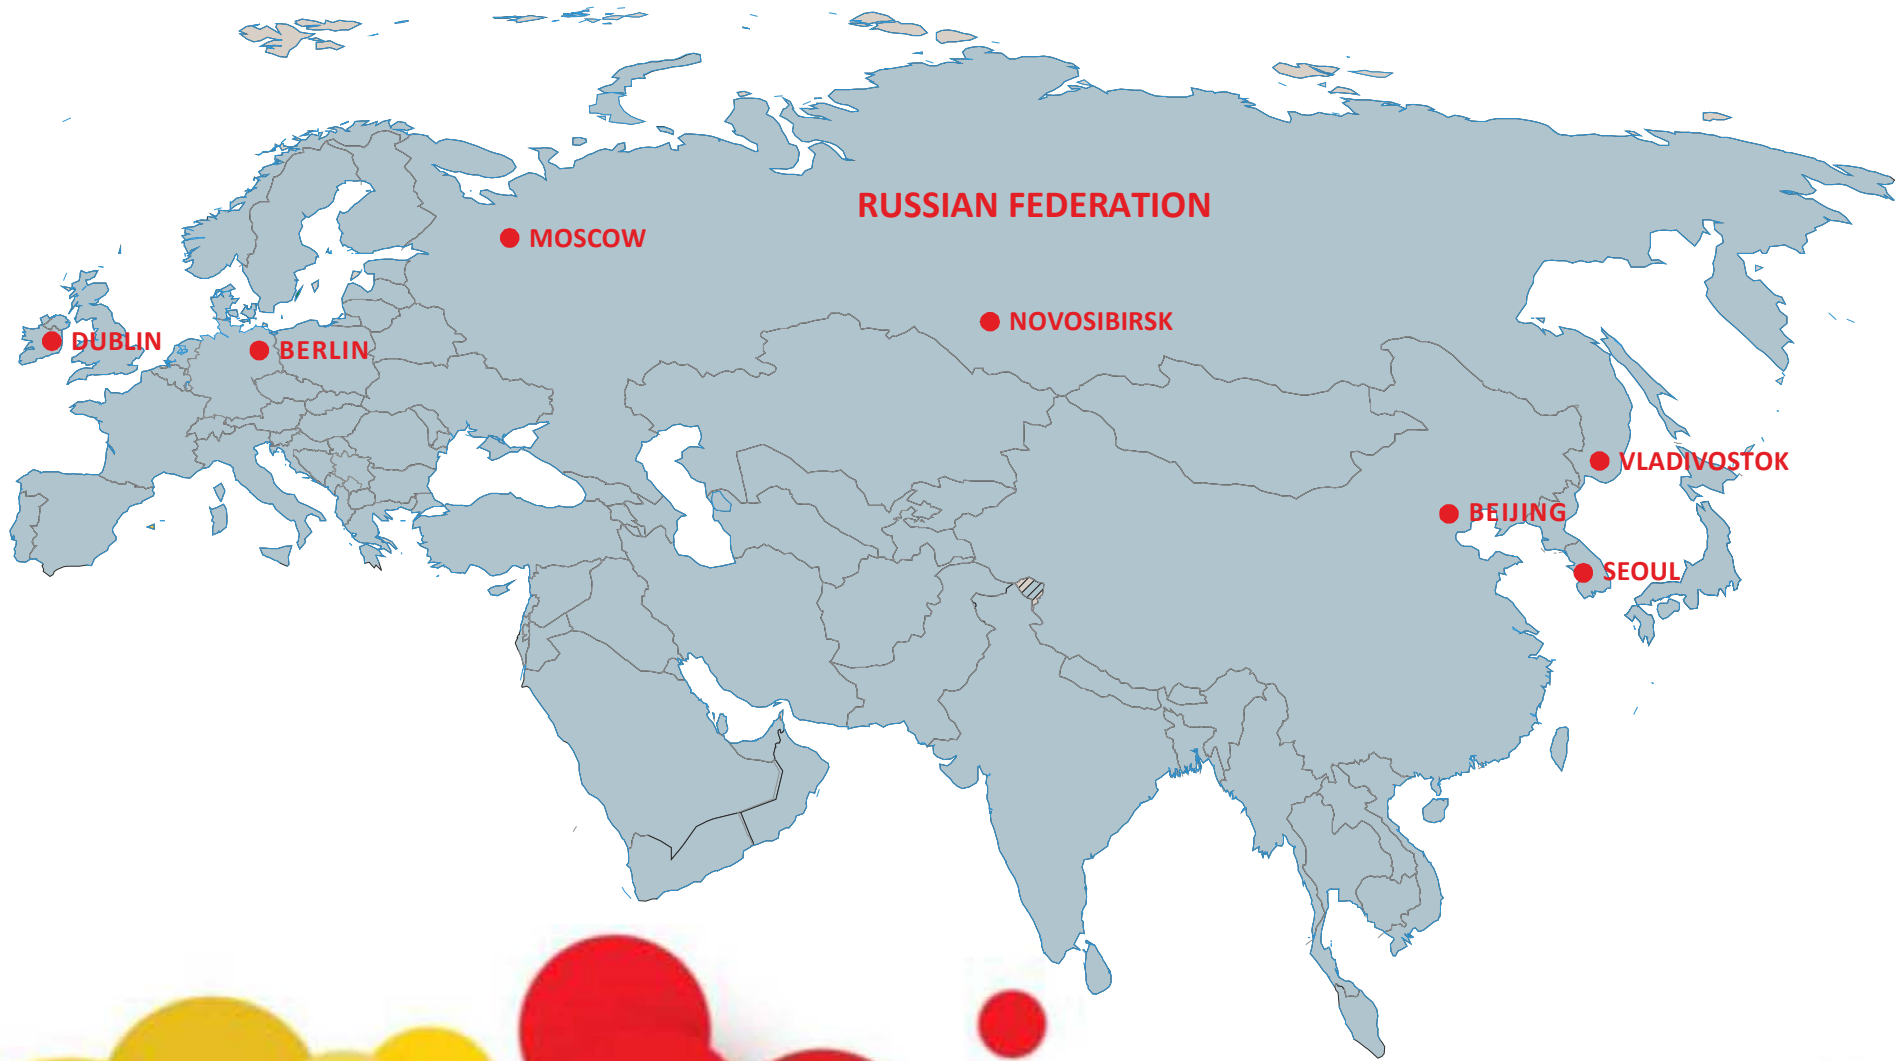 RUSSIAN FEDERATION
MOSCOW
NOVOSIBIRSK
DUBLIN
BERLIN
VLADIVOSTOK
BEIJING
SEOUL